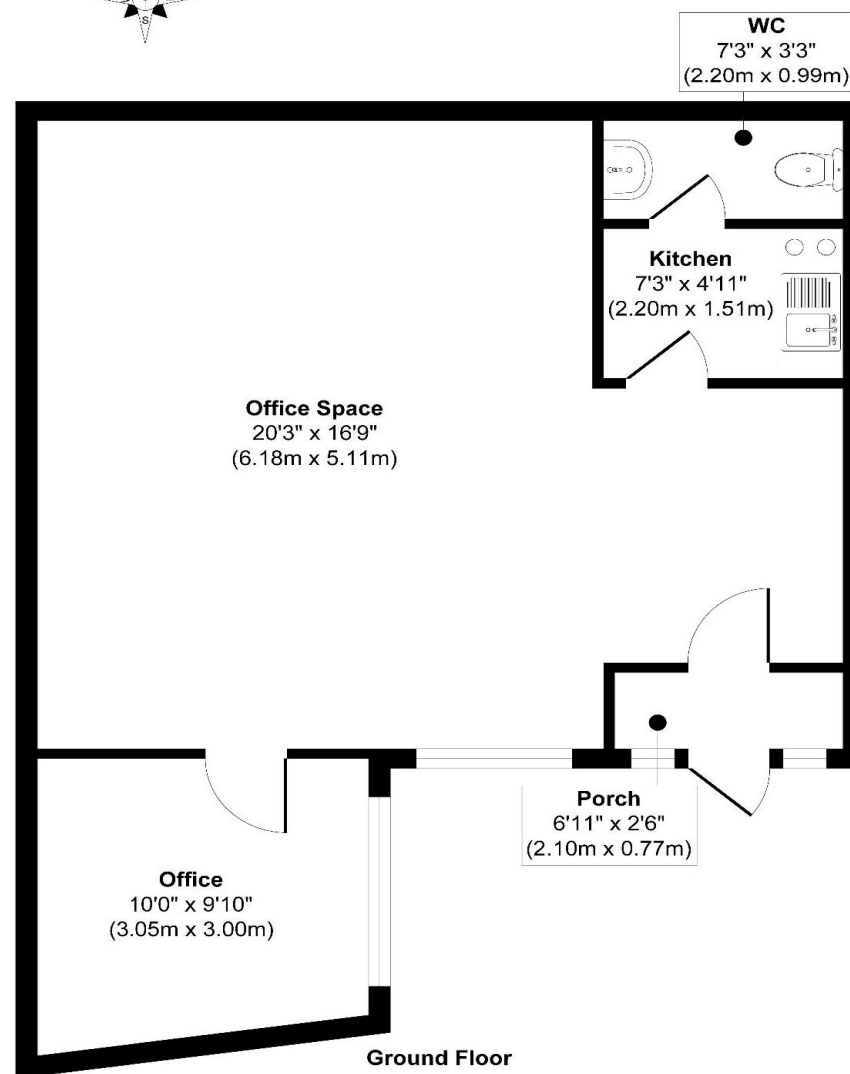 S
WC
7'3" x 3'3"
(2.20m x 0.99m)
Kitchen
7'3" x 4'11"
(2.20m x 1.51m)
Office Space
20'3" x 16'9"
(6.18m x 5.11m)
Porch
6'11" x 2'6"
(2.10m x 0.77m)
Office
10'0" x 9'10"
(3.05m x 3.00m)
Ground Floor